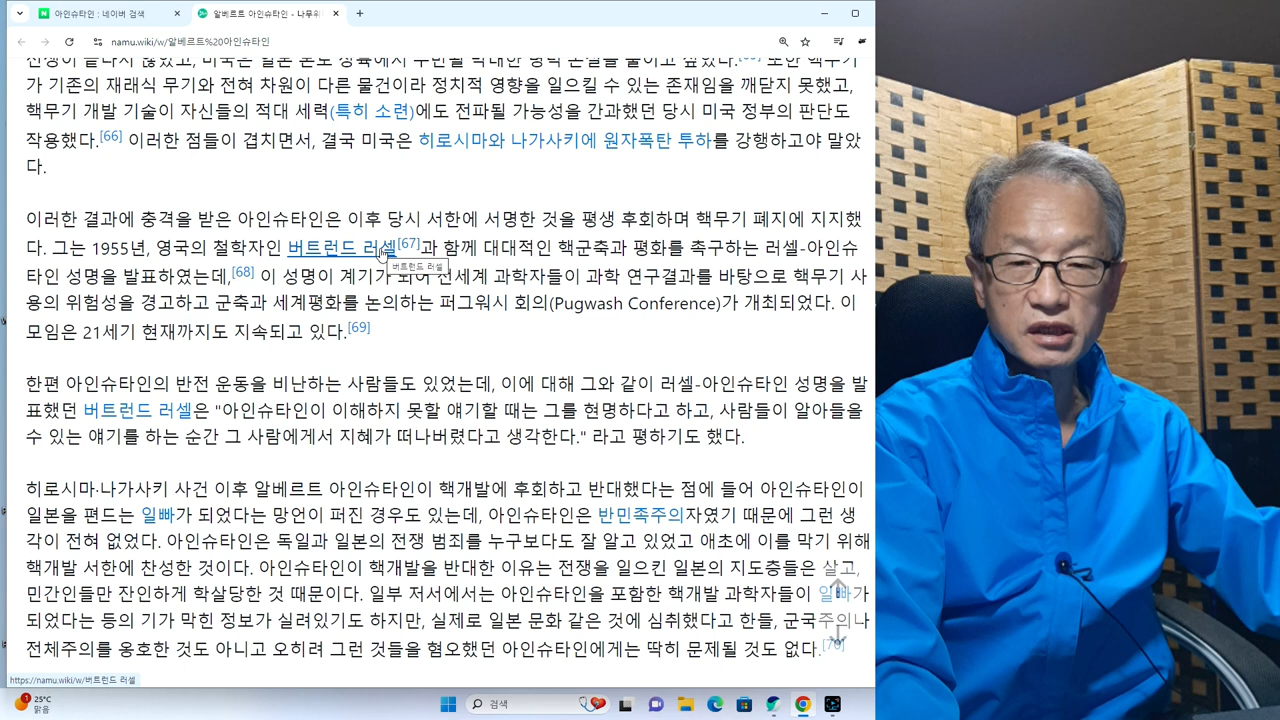 아인슈타인 : 네이버 검색
알베르트 아인슈타인 - 나무위
namu.wiki/w/알베르트%20아인슈타인
가 기존의 재래식 무기와 전혀 차원이 다른 물건이라 정치적 영향을 일으킬 수 있는 존재임을 깨닫지 못했고,
핵무기 개발 기술이 자신들의 적대 세력(특히 소련)에도 전파될 가능성을 간과했던 당시 미국 정부의 판단도
작용했다.[66] 이러한 점들이 겹치면서, 결국 미국은 히로시마와 나가사키에 원자폭탄 투하를 강행하고야 말았
다.
이러한 결과에 충격을 받은 아인슈타인은 이후 당시 서한에 서명한 것을 평생 후회하며 핵무기 폐지에 지지했
다. 그는 1955년, 영국의 철학자인 버트런드 러셀[67]과 함께 대대적인 핵군축과 평화를 촉구하는 러셀-아인슈
버트런드 러셀
타인 성명을 발표하였는데,[68] 이 성명이 계기가 되어 전세계 과학자들이 과학 연구결과를 바탕으로 핵무기 사
용의 위험성을 경고하고 군축과 세계평화를 논의하는 퍼그워시 회의(Pugwash Conference)가 개최되었다. 이
모임은 21세기 현재까지도 지속되고 있다.[69]
한편 아인슈타인의 반전 운동을 비난하는 사람들도 있었는데, 이에 대해 그와 같이 러셀-아인슈타인 성명을 발
표했던 버트런드 러셀은 "아인슈타인이 이해하지 못할 얘기할 때는 그를 현명하다고 하고, 사람들이 알아들을
수 있는 얘기를 하는 순간 그 사람에게서 지혜가 떠나버렸다고 생각한다." 라고 평하기도 했다.
히로시마·나가사키 사건 이후 알베르트 아인슈타인이 핵개발에 후회하고 반대했다는 점에 들어 아인슈타인이
일본을 편드는 일빠가 되었다는 망언이 퍼진 경우도 있는데, 아인슈타인은 반민족주의자였기 때문에 그런 생
각이 전혀 없었다. 아인슈타인은 독일과 일본의 전쟁 범죄를 누구보다도 잘 알고 있었고 애초에 이를 막기 위해
핵개발 서한에 찬성한 것이다. 아인슈타인이 핵개발을 반대한 이유는 전쟁을 일으킨 일본의 지도층들은 살고,
민간인들만 잔인하게 학살당한 것 때문이다. 일부 저서에서는 아인슈타인을 포함한 핵개발 과학자들이 일빠가
되었다는 등의 기가 막힌 정보가 실려있기도 하지만, 실제로 일본 문화 같은 것에 심취했다고 한들, 군국주의나
전체주의를 옹호한 것도 아니고 오히려 그런 것들을 혐오했던 아인슈타인에게는 딱히 문제될 것도 없다.[70]
https://namu.wiki/w/버트런드 러셀
1
25°C
맑음
검색